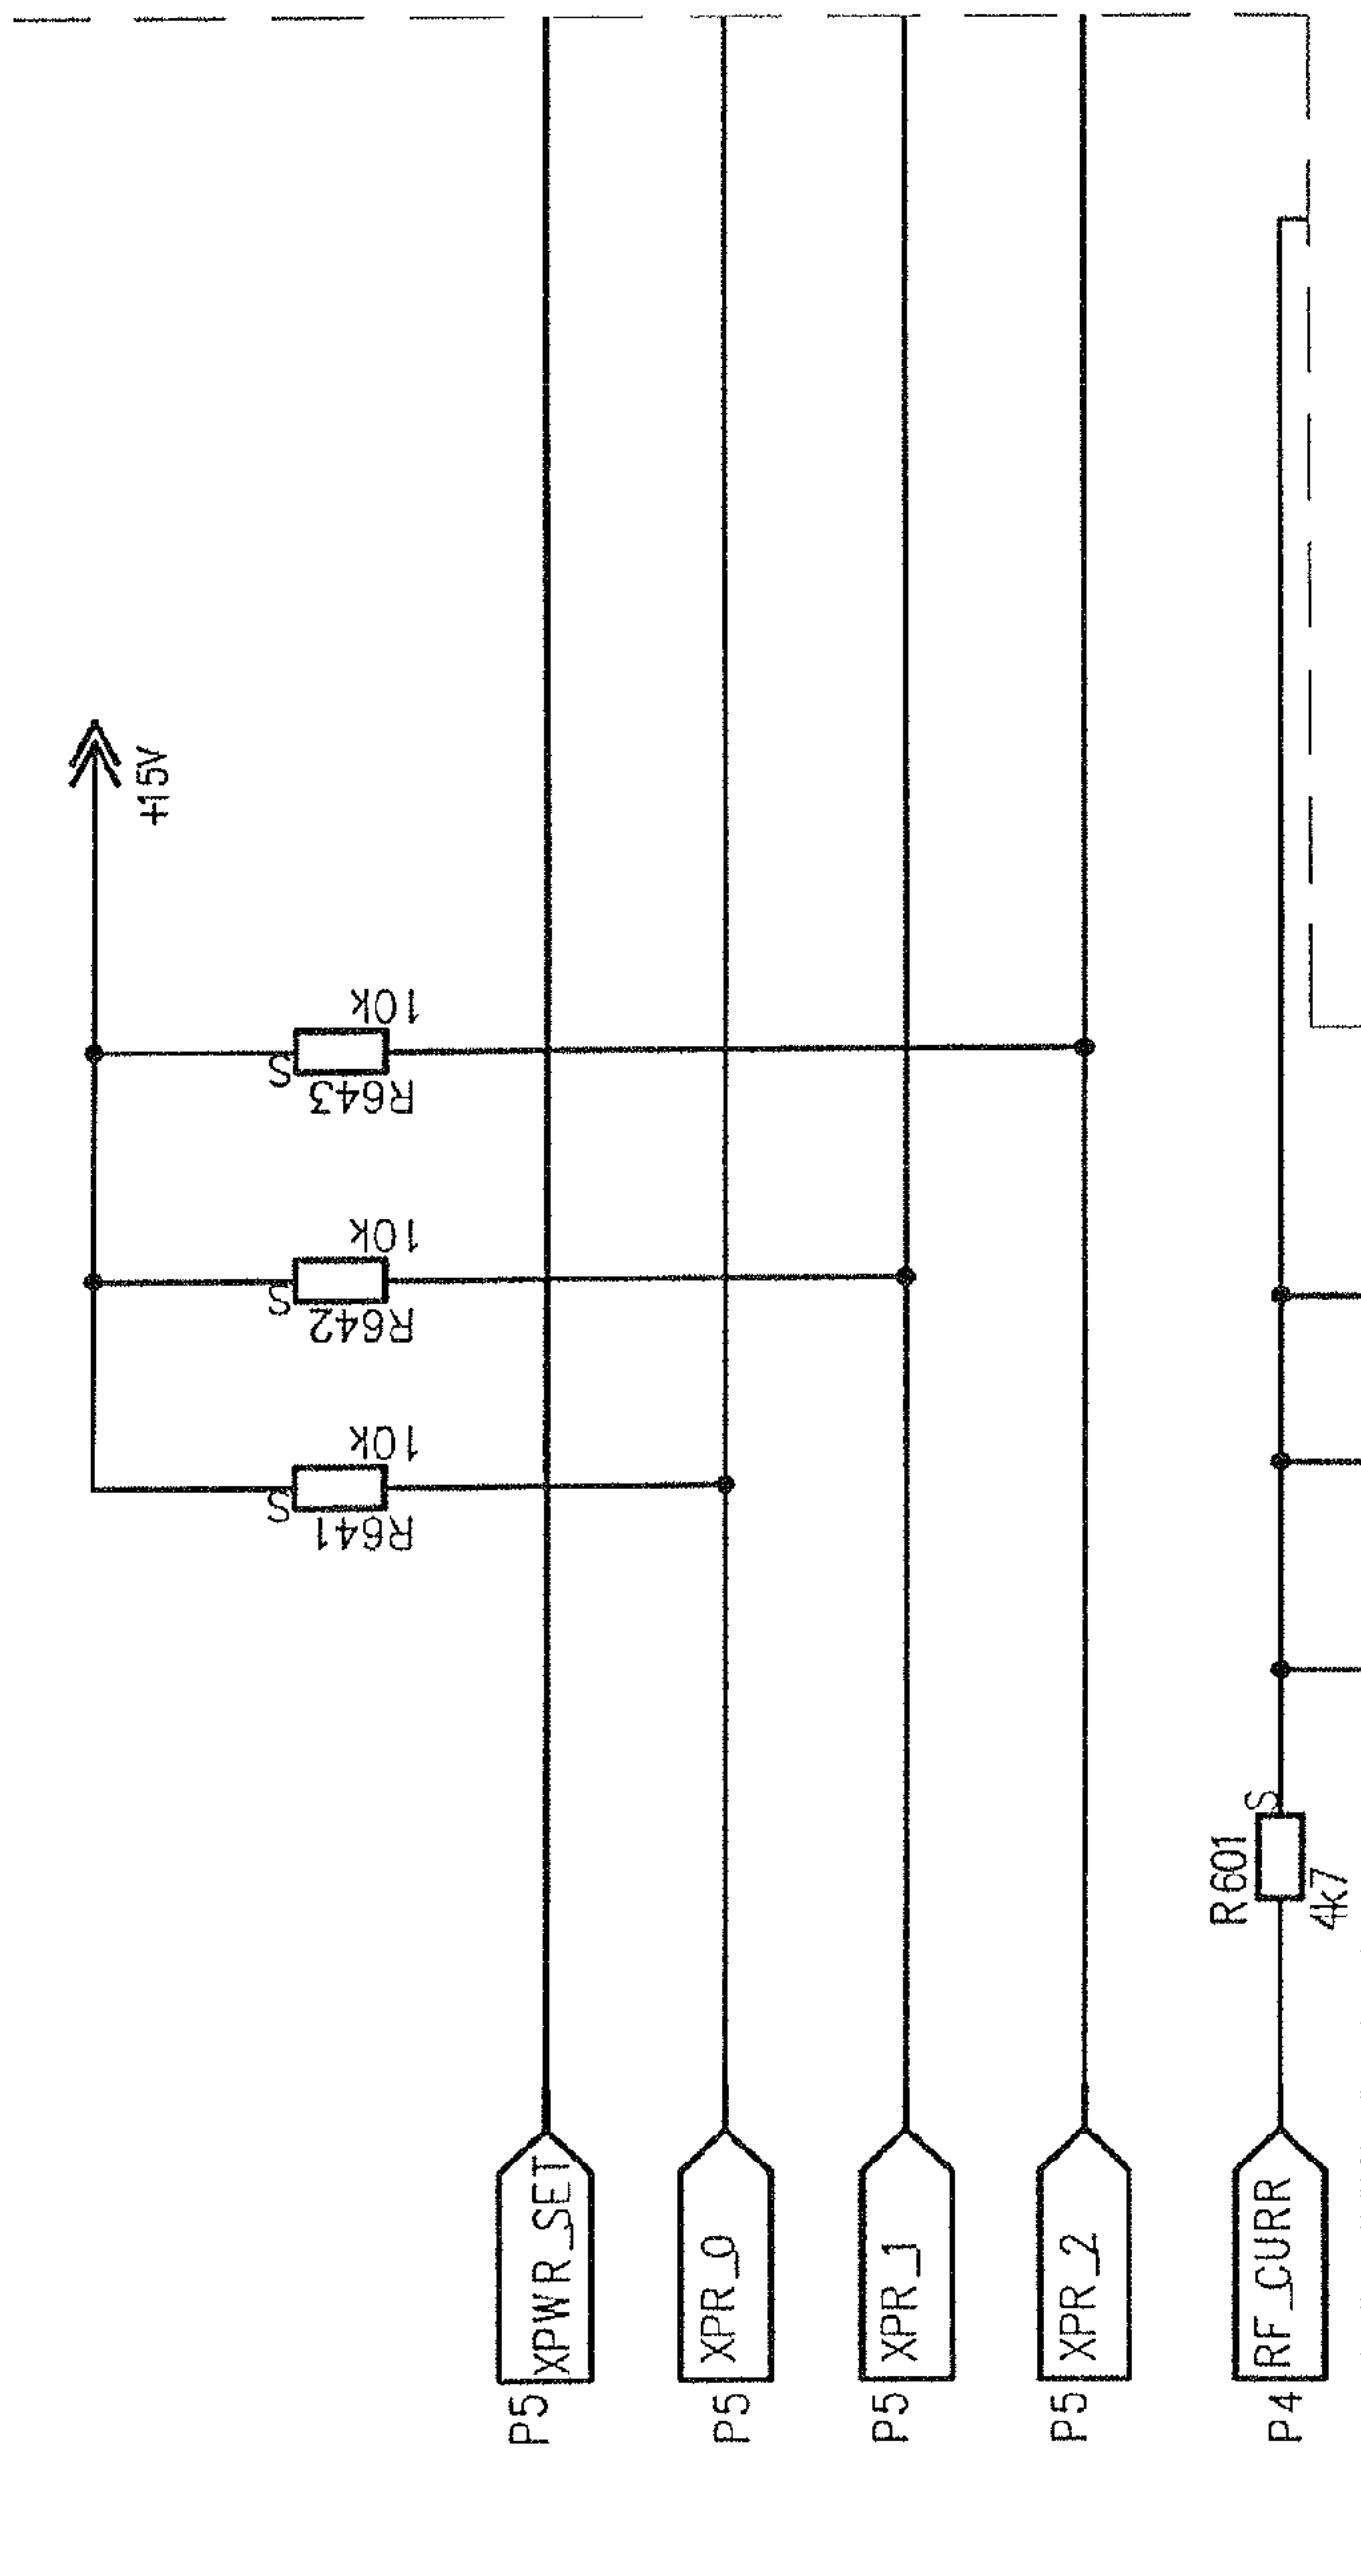 +15V
S
10k
R643
S
10k
R642
S
10k
R641
P5 XPWR_SET
P5 XPR_0
P5 XPR_1
P5 XPR_2
P4 RF_CURR
R601
S
4k7